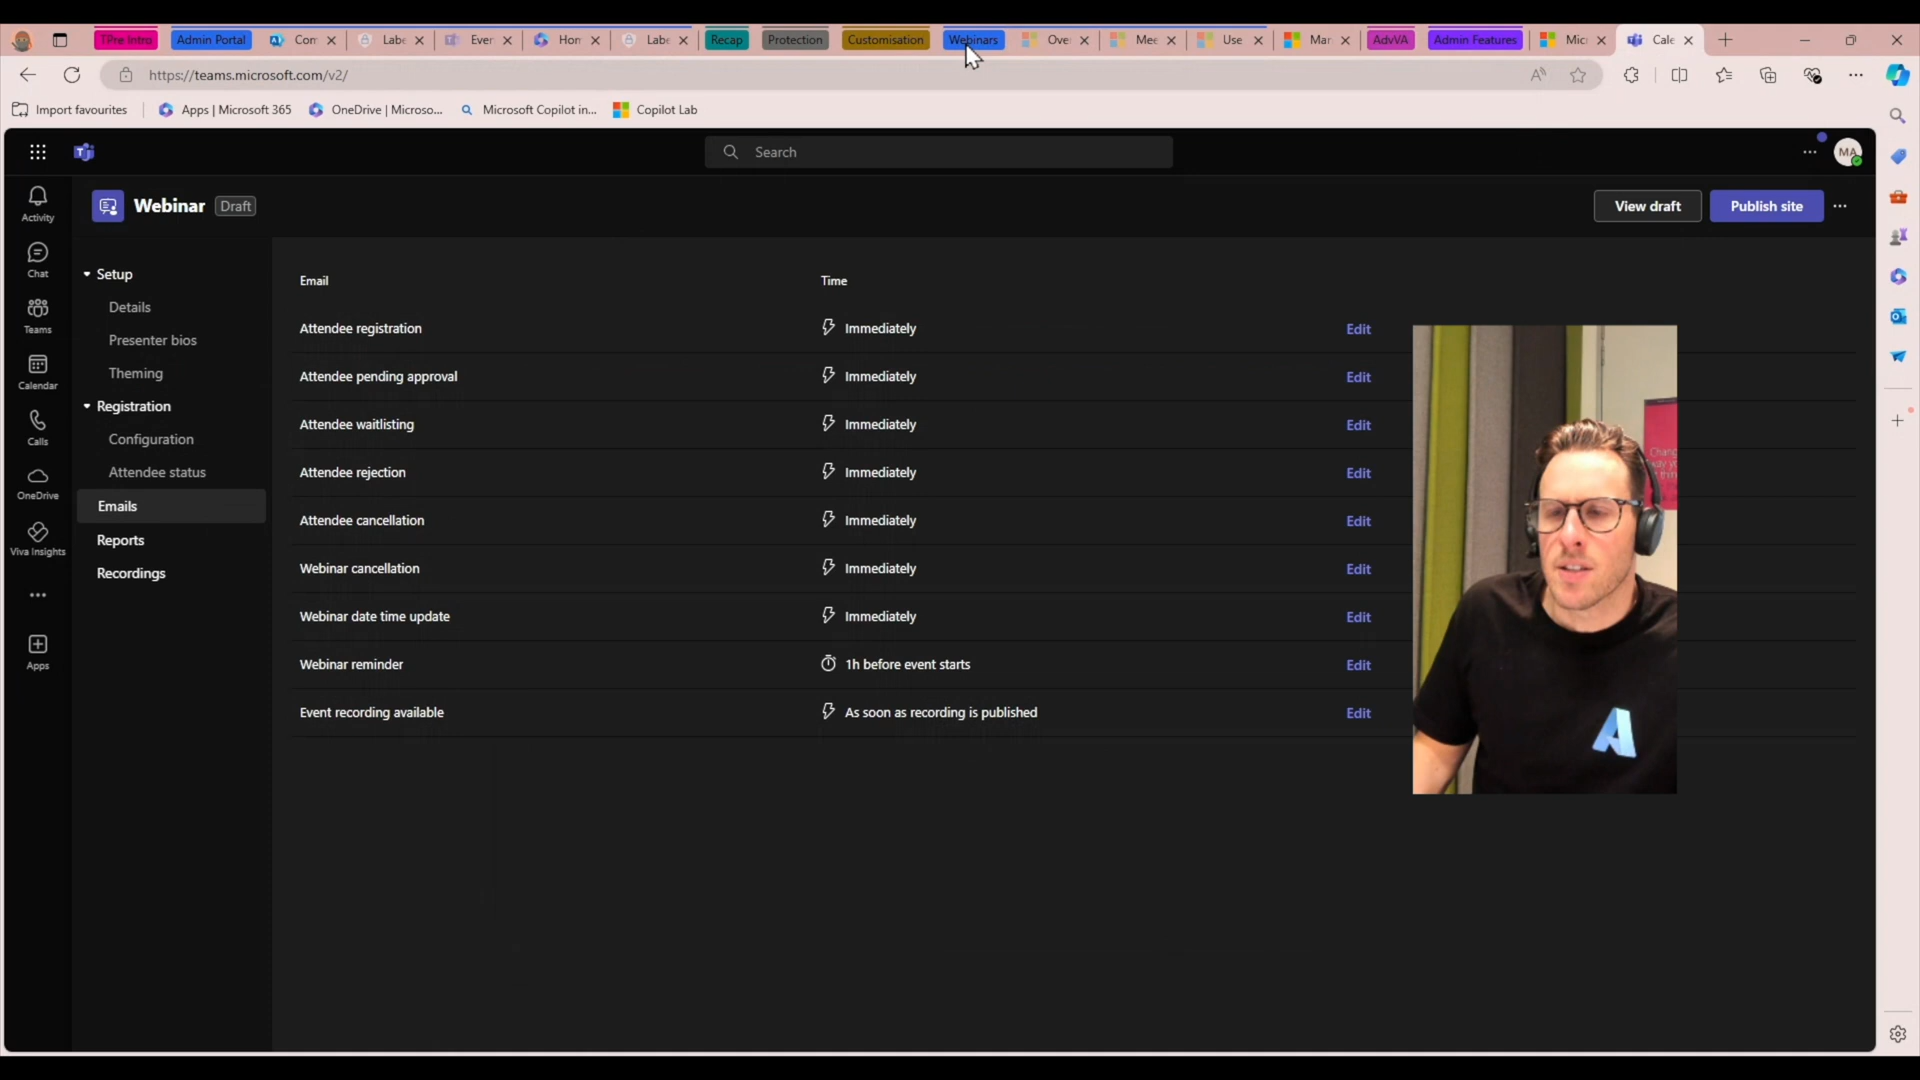 TPre Intro Admin Portal Com Labe Ever Hon Labe Recap Protection Customisation Webinars Ove Mee Use Mar AdvVA Admin Features Micr Cale
https://teams.microsoft.com/v2/
Import favourites Apps | Microsoft 365 OneDrive | Microso... Microsoft Copilot in... Copilot Lab
Search MA
Webinar Draft View draft Publish site
Activity
Chat
Teams
Calendar
Calls
OneDrive
Viva Insights
Apps
Setup
Details
Presenter bios
Theming
Registration
Configuration
Attendee status
Emails
Reports
Recordings
Email Time
Attendee registration Immediately Edit
Attendee pending approval Immediately Edit
Attendee waitlisting Immediately Edit
Attendee rejection Immediately Edit
Attendee cancellation Immediately Edit
Webinar cancellation Immediately Edit
Webinar date time update Immediately Edit
Webinar reminder 1h before event starts Edit
Event recording available As soon as recording is published Edit